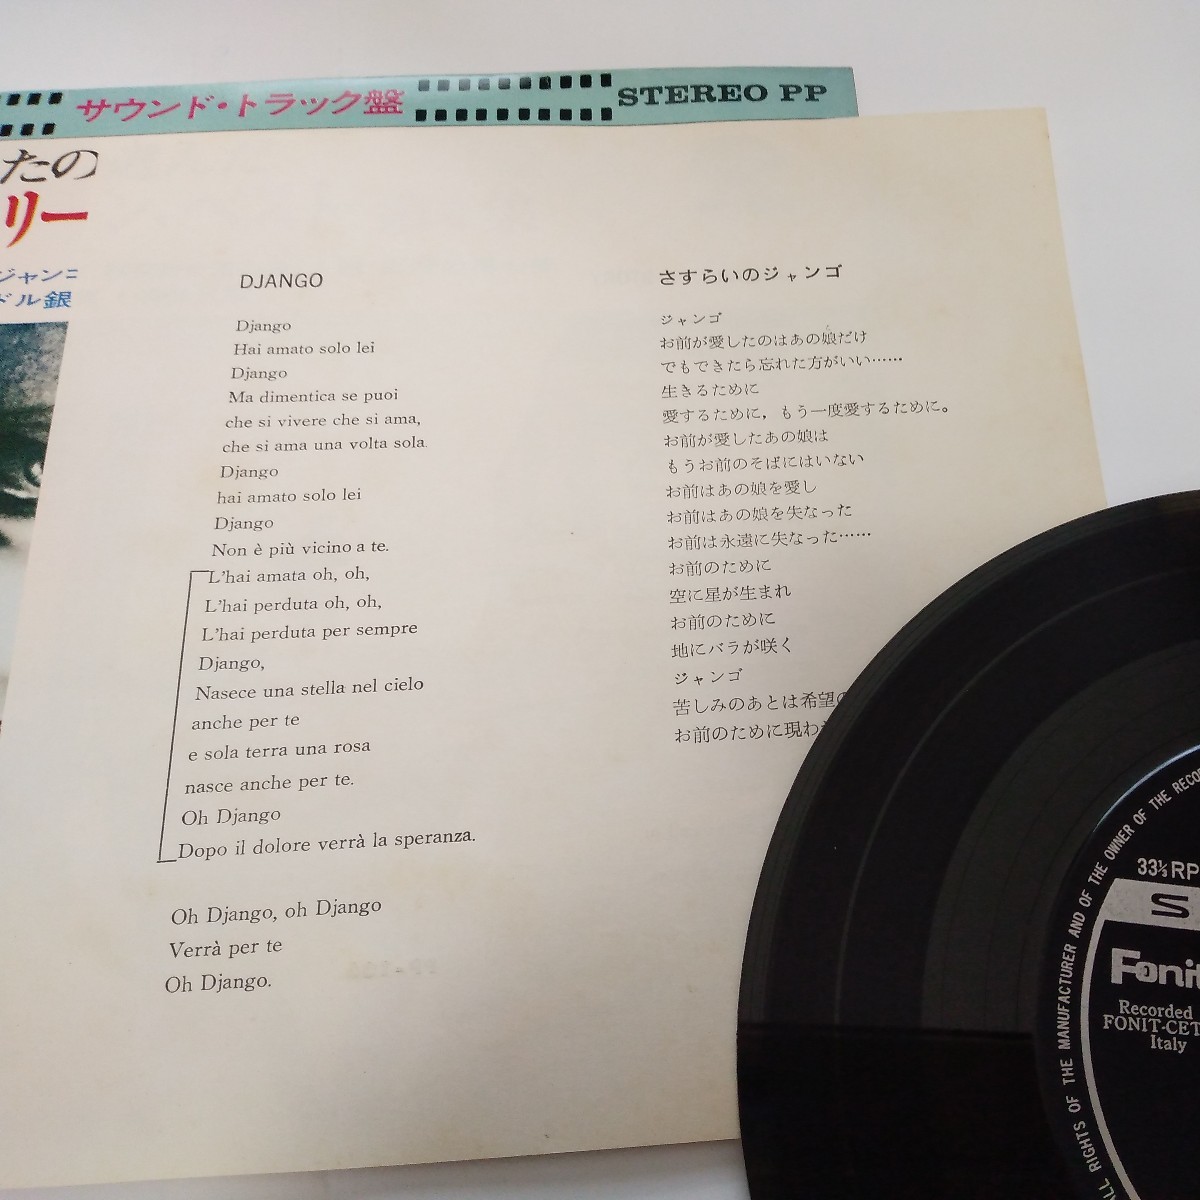 サウンド・トラック盤
STEREO PP
たの
リー
ジャン
ドル銀
DJANGO
Django
Hai amato solo lei
Django
Ma dimentica se puoi
che si vivere che si ama,
che si ama una volta sola.
Django
hai amato solo lei
Django
Non è più vicino a te.
L'hai amata oh, oh,
L'hai perduta oh, oh,
L'hai perduta per sempre
Django,
Nasece una stella nel cielo
anche per te
e sola terra una rosa
nasce anche per te.
Oh Django
Dopo il dolore verrà la speranza.
Oh Django, oh Django
Verrà per te
Oh Django.
さすらいのジャンゴ
ジャンゴ
お前が愛したのはあの娘だけ
でもできたら忘れた方がいい……
生きるために
愛するために，もう一度愛するために。
お前が愛したあの娘は
もうお前のそばにはいない
お前はあの娘を愛し
お前はあの娘を失なった
お前は永遠に失なった……
お前のために
空に星が生まれ
お前のために
地にバラが咲く
ジャンゴ
苦しみのあとは希望の
お前のために現わ
ALL RIGHTS OF THE MANUFACTURER AND OF THE OWNER OF THE RECOR
33⅓ RP
S
Fonit
Recorded
FONIT-CET
Italy